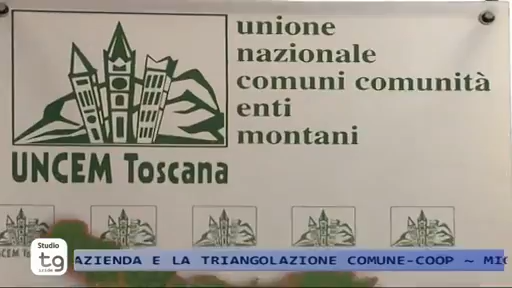 unione
nazionale
comuni comunità
enti
montani
UNCEM Toscana
Studio
tg
AZIENDA E LA TRIANGOLAZIONE COMUNE-COOP ~ MIC